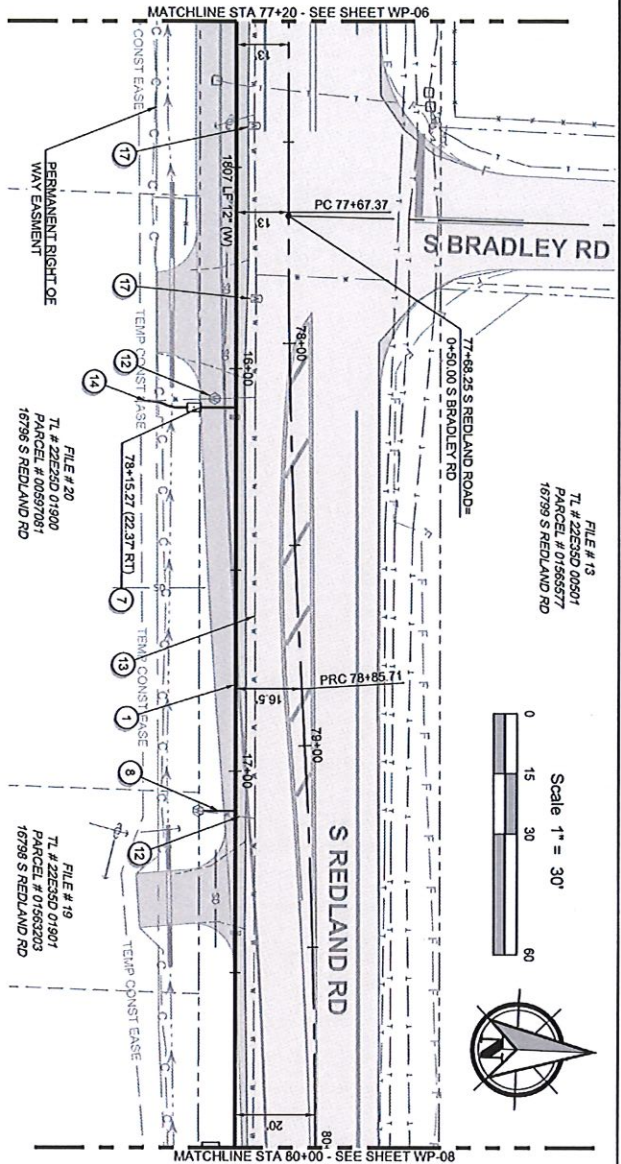 MATCHLINE STA 77+20 - SEE SHEET WP-06
CONST EASE
13'
17
PERMANENT RIGHT OF
WAY EASMENT
1807 LF 12" (W)
13'
PC 77+67.37
S BRADLEY RD
77+68.25 S REDLAND ROAD=
0+50.00 S BRADLEY RD
17
TEMP CONST EASE
12
14
16+00
78+00
78+15.27 (22.37 RT)
7
FILE # 20
TL # 22E25D 01900
PARCEL # 00597081
16796 S REDLAND RD
FILE # 13
TL # 22E35D 00501
PARCEL # 01565577
16799 S REDLAND RD
13
TEMP CONST EASE
1
16.5'
PRC 78+85.71
79+00
17+00
8
12
S REDLAND RD
Scale 1" = 30'
0 15 30 60
N
FILE # 19
TL # 22E35D 01901
PARCEL # 01563203
16798 S REDLAND RD
SD
TEMP CONST EASE
20'
80
MATCHLINE STA 80+00 - SEE SHEET WP-08